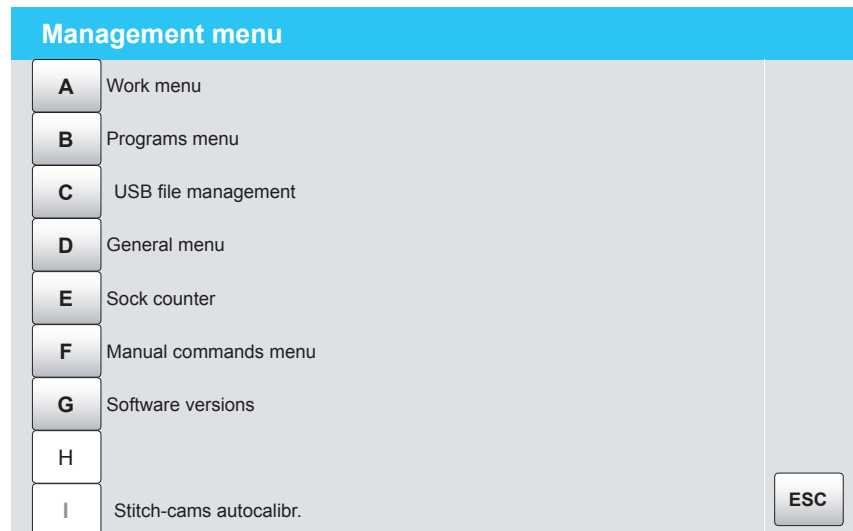 Management menu
A Work menu
B Programs menu
C USB file management
D General menu
E Sock counter
F Manual commands menu
G Software versions
H
I Stitch-cams autocalibr.
ESC